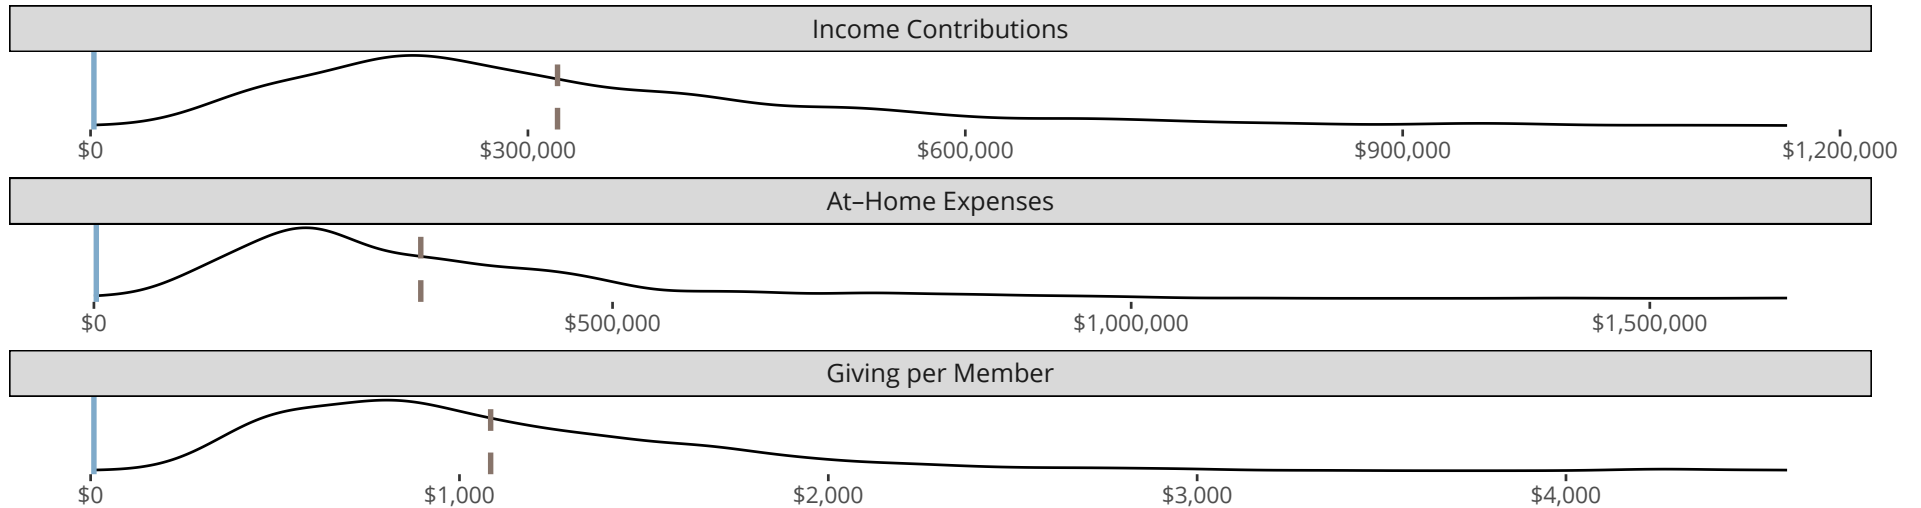 Income Contributions
$0 $300,000 $600,000 $900,000 $1,200,000
At–Home Expenses
$0 $500,000 $1,000,000 $1,500,000
Giving per Member
$0 $1,000 $2,000 $3,000 $4,000